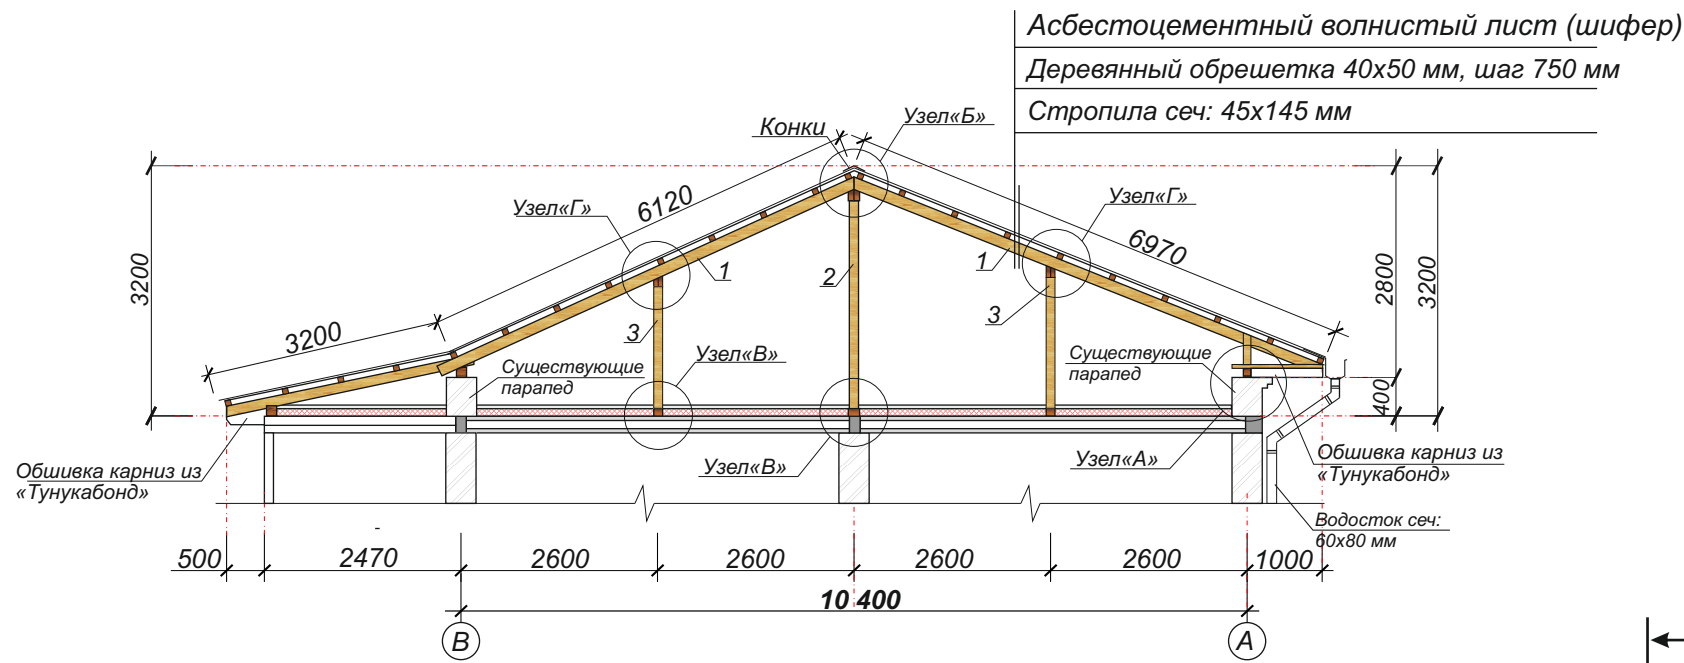 Асбестоцементный волнистый лист (шифер)
Деревянный обрешетка 40х50 мм, шаг 750 мм
Стропила сеч: 45х145 мм
Конки
Узел«Б»
Узел«Г»
6120
Узел«Г»
6970
1
2
1
3
3
3200
3200
2800
3200
400
Существующие
парапед
Узел«В»
Существующие
парапед
Обшивка карниз из
«Тунукабонд»
Узел«В»
Узел«А»
Обшивка карниз из
«Тунукабонд»
Водосток сеч:
60х80 мм
-
500
2470
2600
2600
2600
2600
1000
10 400
В
А